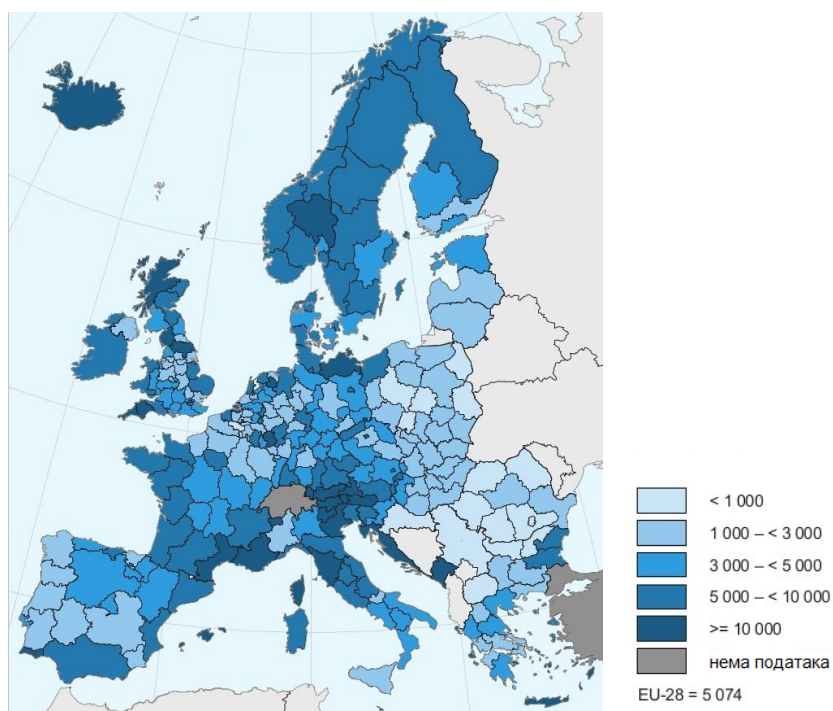 < 1 000
1 000 – < 3 000
3 000 – < 5 000
5 000 – < 10 000
>= 10 000
нема података
EU-28 = 5 074